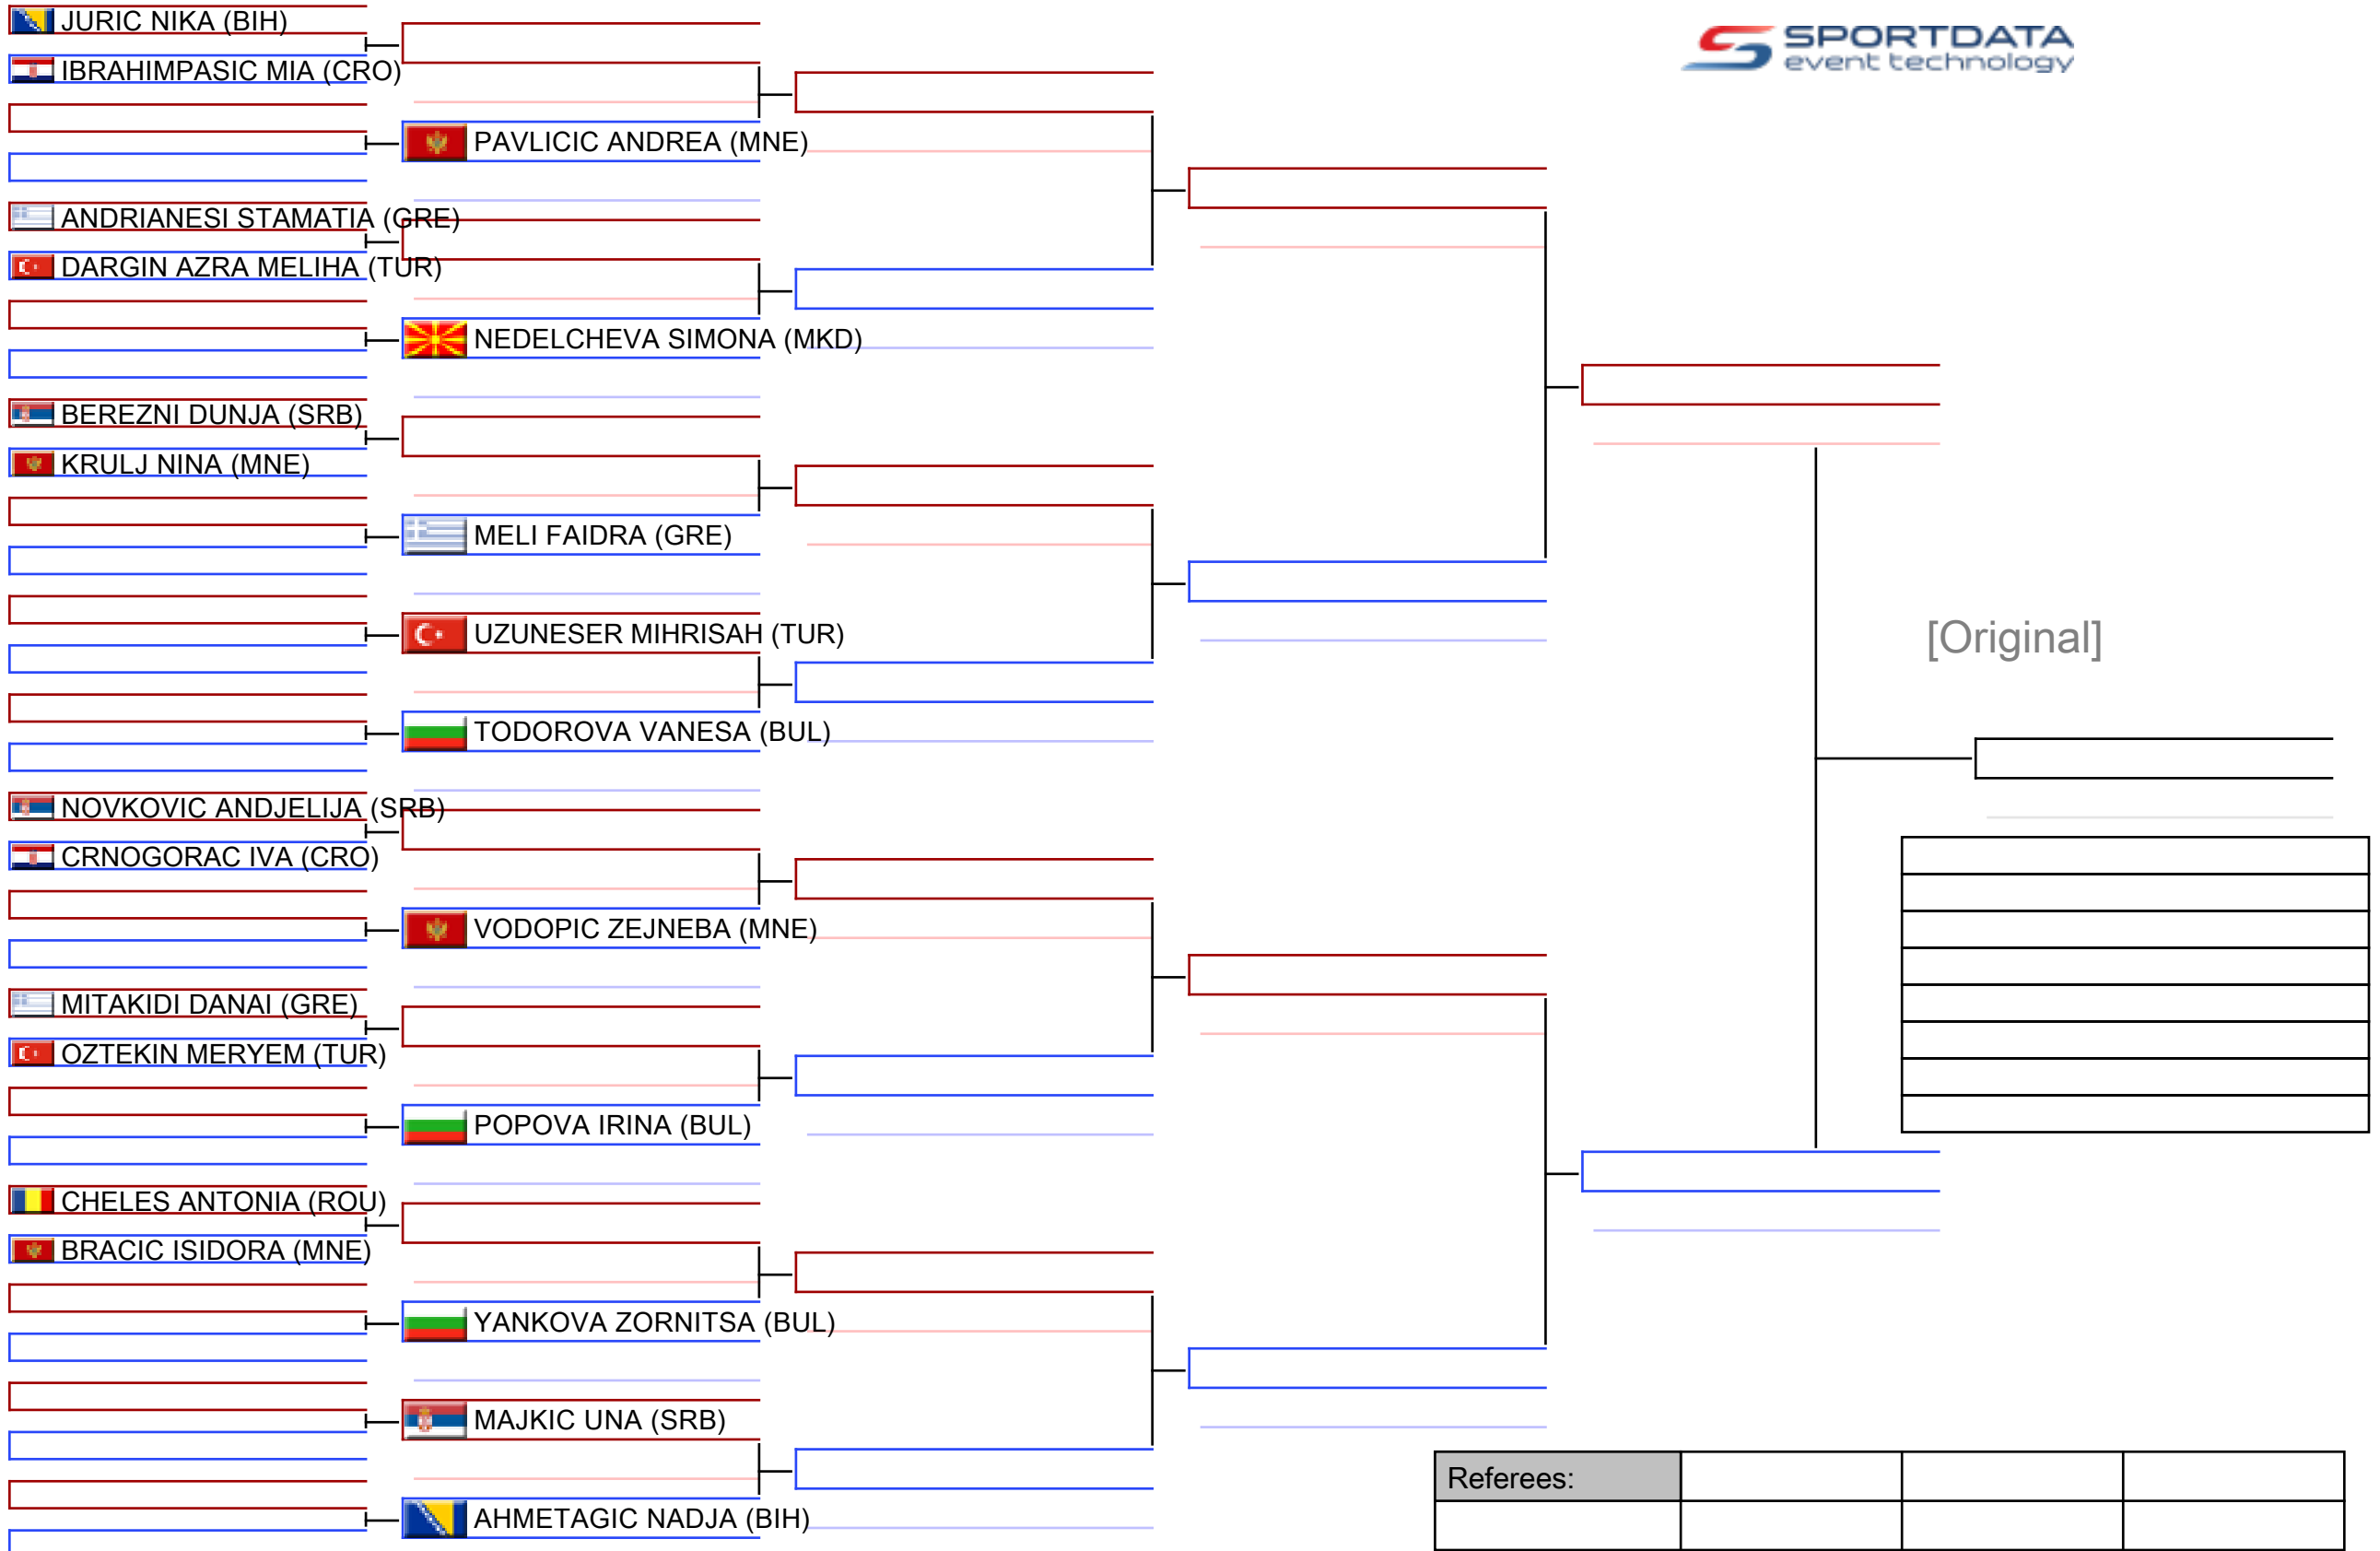 JURIC NIKA (BIH)
IBRAHIMPASIC MIA (CRO)
PAVLICIC ANDREA (MNE)
ANDRIANESI STAMATIA (GRE)
DARGIN AZRA MELIHA (TUR)
NEDELCHEVA SIMONA (MKD)
BEREZNI DUNJA (SRB)
KRULJ NINA (MNE)
MELI FAIDRA (GRE)
UZUNESER MIHRISAH (TUR)
TODOROVA VANESA (BUL)
NOVKOVIC ANDJELIJA (SRB)
CRNOGORAC IVA (CRO)
VODOPIC ZEJNEBA (MNE)
MITAKIDI DANAI (GRE)
OZTEKIN MERYEM (TUR)
POPOVA IRINA (BUL)
CHELES ANTONIA (ROU)
BRACIC ISIDORA (MNE)
YANKOVA ZORNITSA (BUL)
MAJKIC UNA (SRB)
AHMETAGIC NADJA (BIH)
SPORTDATA
event technology
[Original]
Referees: